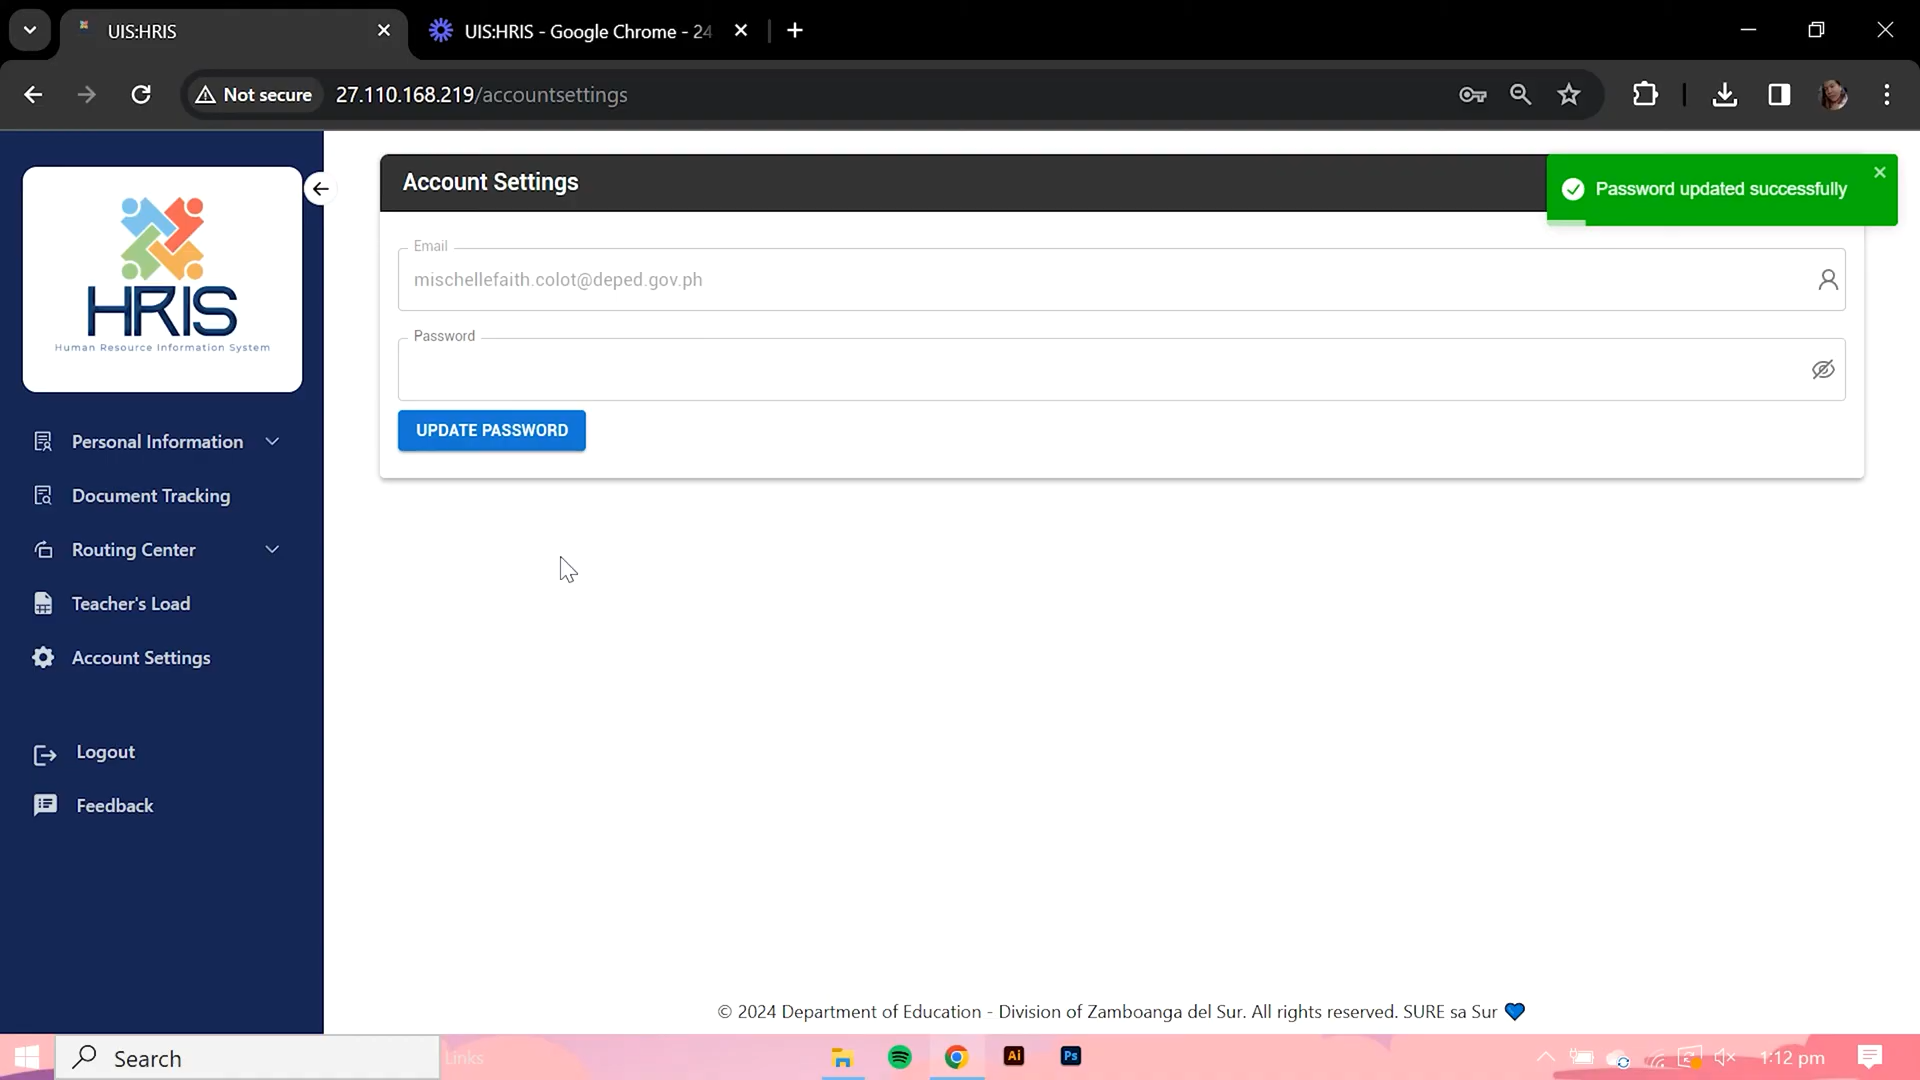 UIS:HRIS
UIS:HRIS - Google Chrome - 24
Not secure
27.110.168.219/accountsettings
HRIS
Human Resource Information System
Personal Information
Document Tracking
Routing Center
Teacher's Load
Account Settings
Logout
Feedback
Account Settings
Password updated successfully
Email
mischellefaith.colot@deped.gov.ph
Password
UPDATE PASSWORD
© 2024 Department of Education - Division of Zamboanga del Sur. All rights reserved. SURE sa Sur 💙
Search
Links
Ai
Ps
1:12 pm